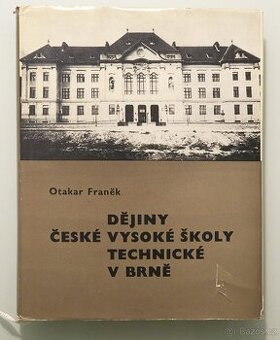 Otakar Franěk
DĚJINY
ČESKÉ VYSOKÉ ŠKOLY
TECHNICKÉ
V BRNĚ